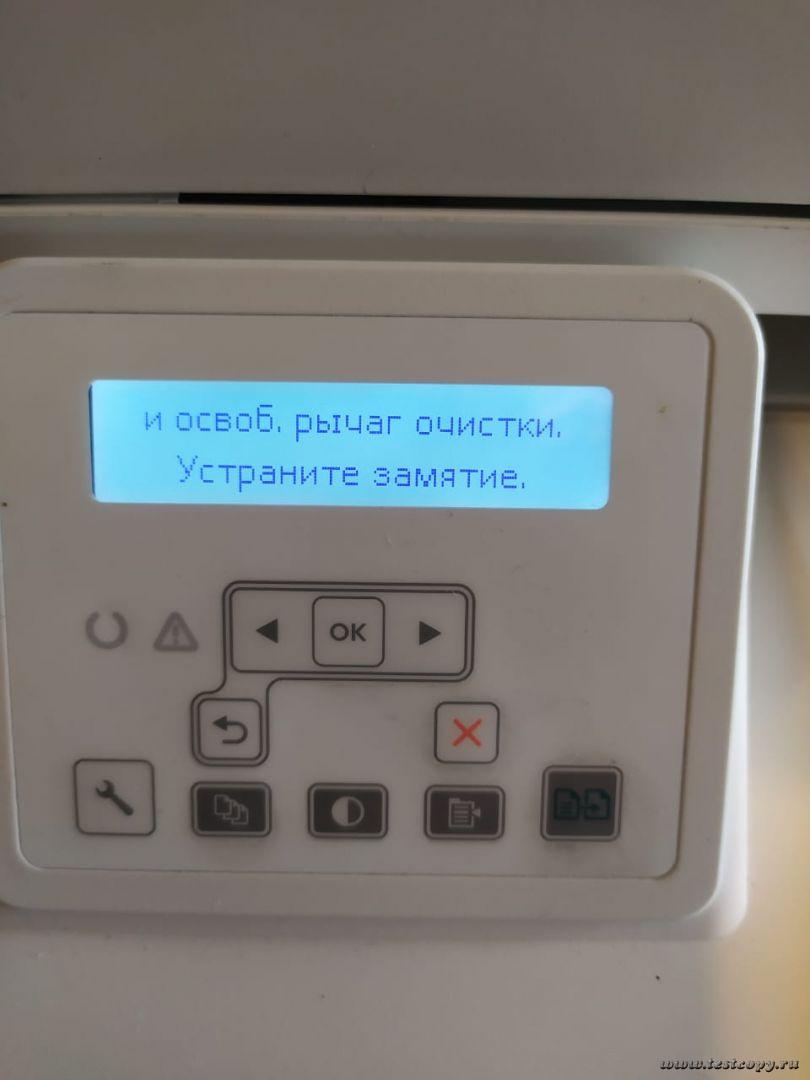 и освоб. рычаг очистки.
Устраните замятие.
OK
www.testcopy.ru